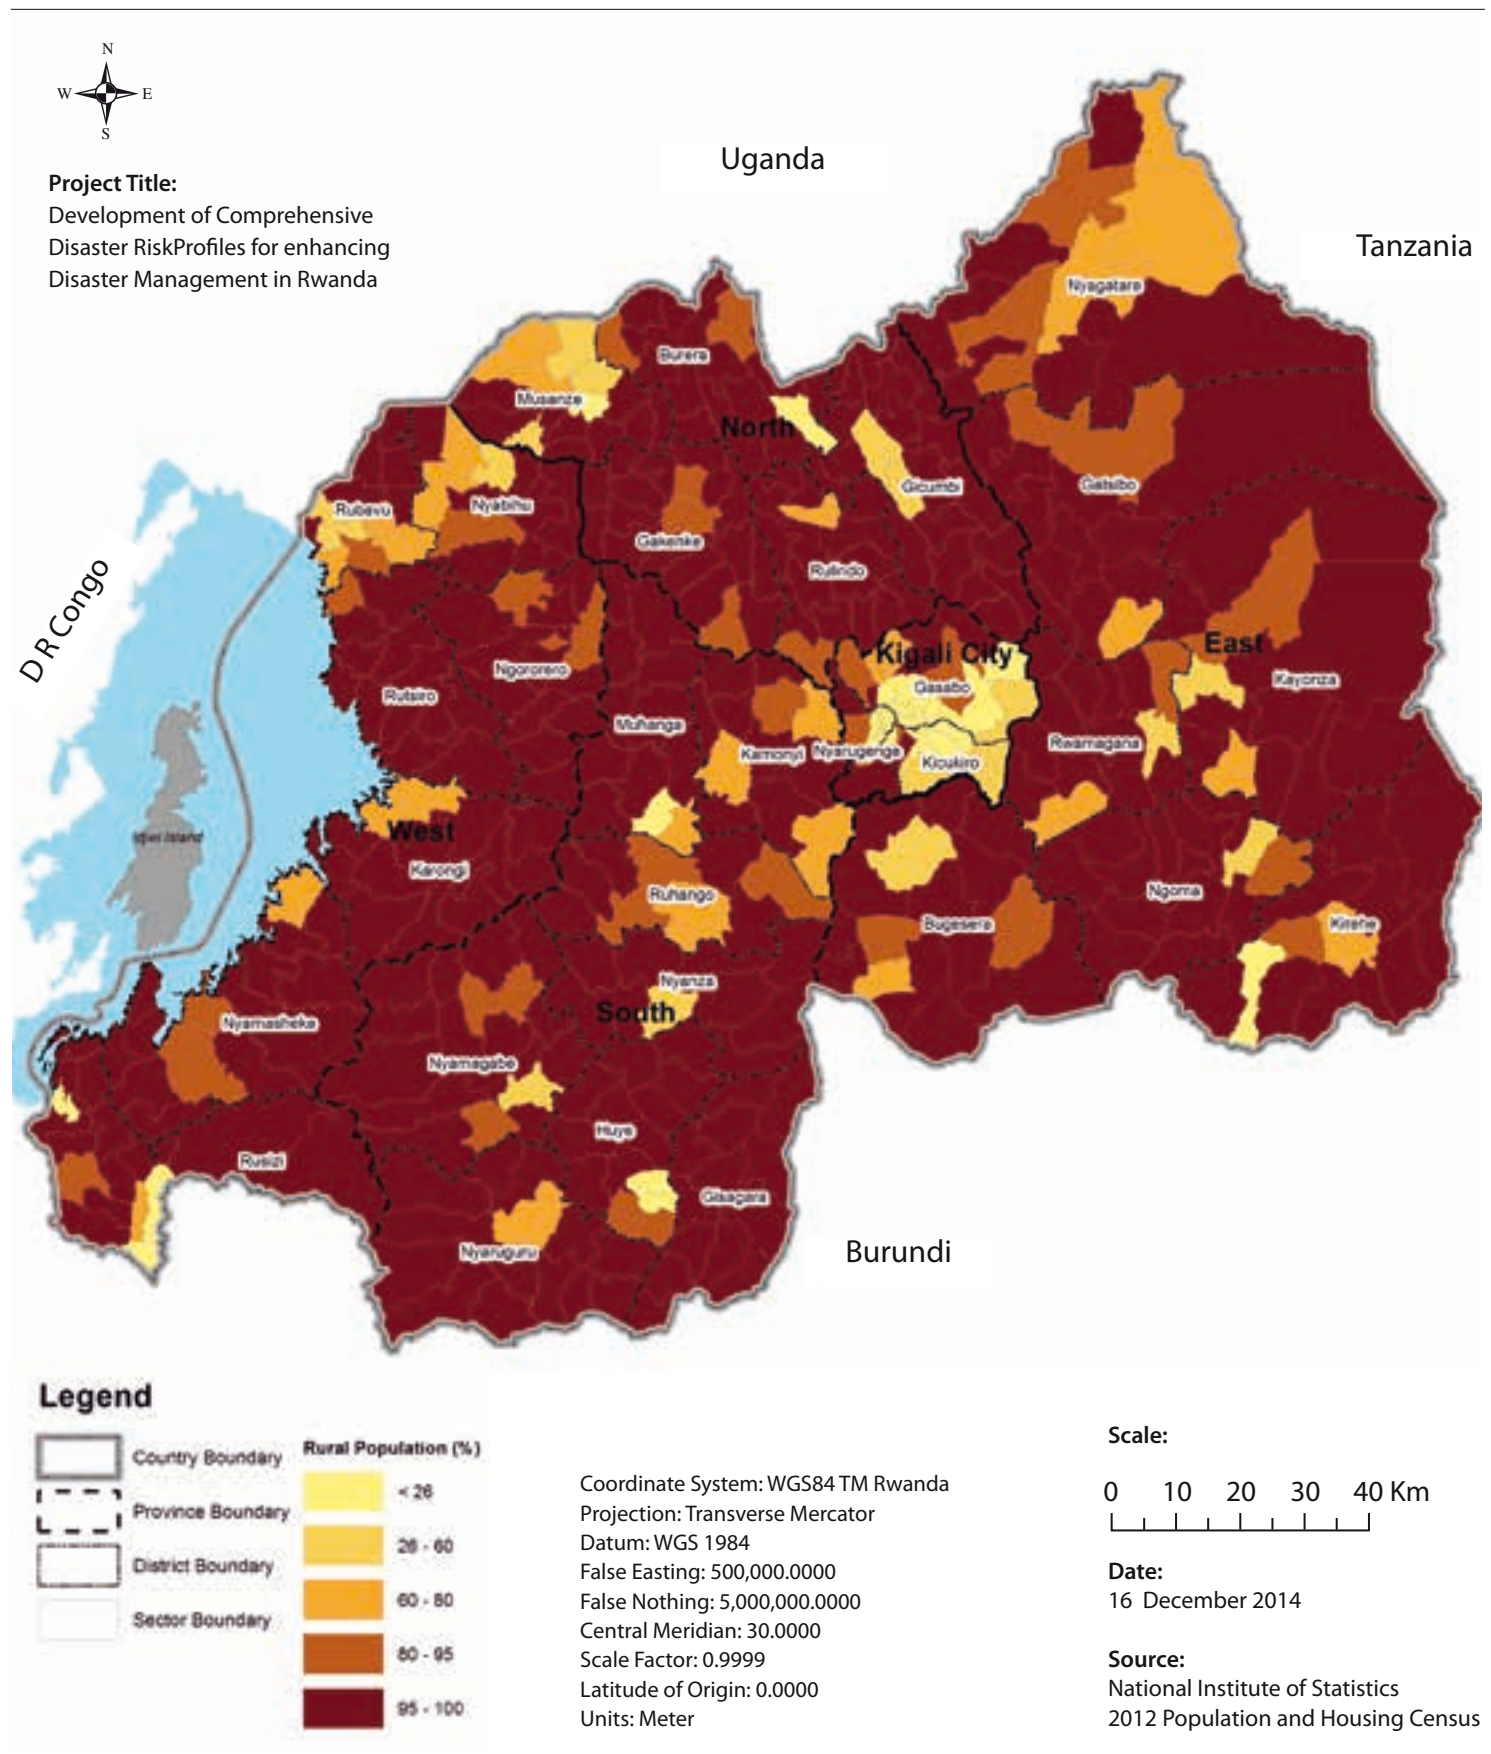 N
W E
S
Project Title:
Development of Comprehensive
Disaster RiskProfiles for enhancing
Disaster Management in Rwanda
Uganda
Tanzania
D R Congo
Burundi
Nyagatare
Burera
Musanze
North
Gatsibo
Gicumbi
Rubavu
Nyabihu
Gakenke
Rulindo
Kigali City
East
Ngororero
Gasabo
Kayonza
Rutsiro
Muhanga
Kamonyi
Nyarugenge
Rwamagana
Kicukiro
West
Karongi
Ruhango
Ngoma
Bugesera
Kirehe
Nyanza
South
Nyamasheke
Nyamagabe
Huye
Rusizi
Gisagara
Nyaruguru
Legend
Country Boundary
Province Boundary
District Boundary
Sector Boundary
Rural Population (%)
< 26
26 - 60
60 - 80
80 - 95
95 - 100
Coordinate System: WGS84 TM Rwanda
Projection: Transverse Mercator
Datum: WGS 1984
False Easting: 500,000.0000
False Nothing: 5,000,000.0000
Central Meridian: 30.0000
Scale Factor: 0.9999
Latitude of Origin: 0.0000
Units: Meter
Scale:
0 10 20 30 40 Km
Date:
16 December 2014
Source:
National Institute of Statistics
2012 Population and Housing Census